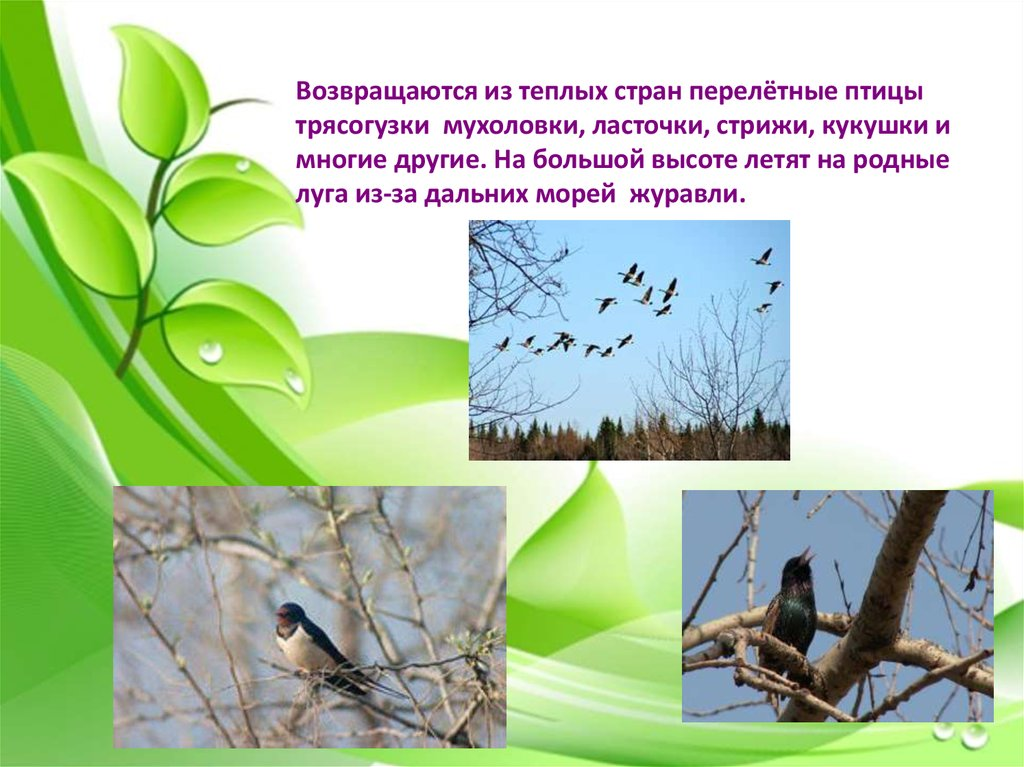 Возвращаются из теплых стран перелётные птицы
трясогузки  мухоловки, ласточки, стрижи, кукушки и
многие другие. На большой высоте летят на родные
луга из-за дальних морей  журавли.